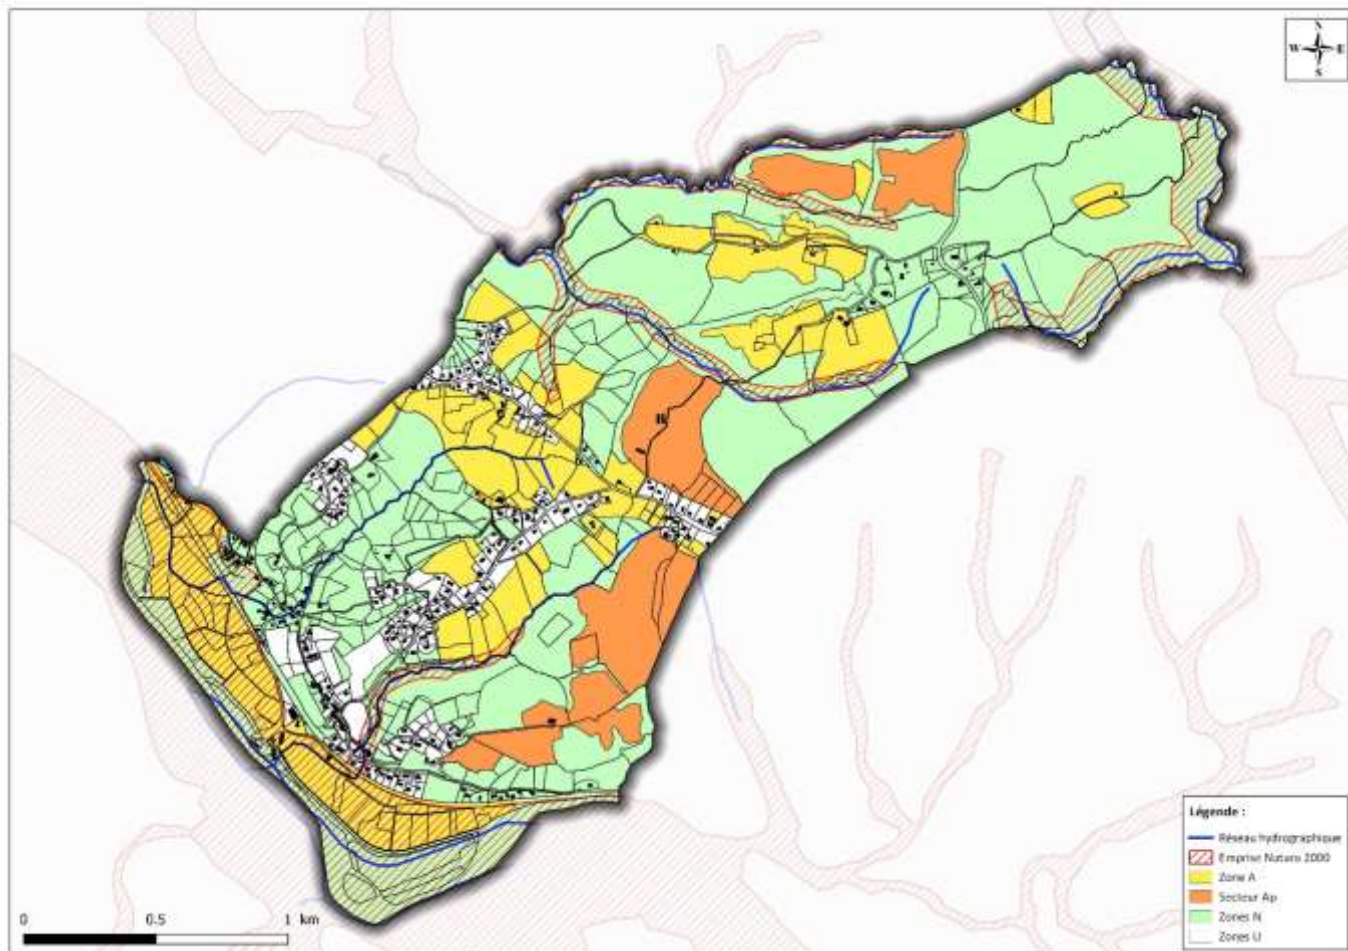 N
W E
S
Légende :
Réseau hydrographique
Emprise Natura 2000
Zone A
Secteur Ap
Zones N
Zones U
0 0.5 1 km